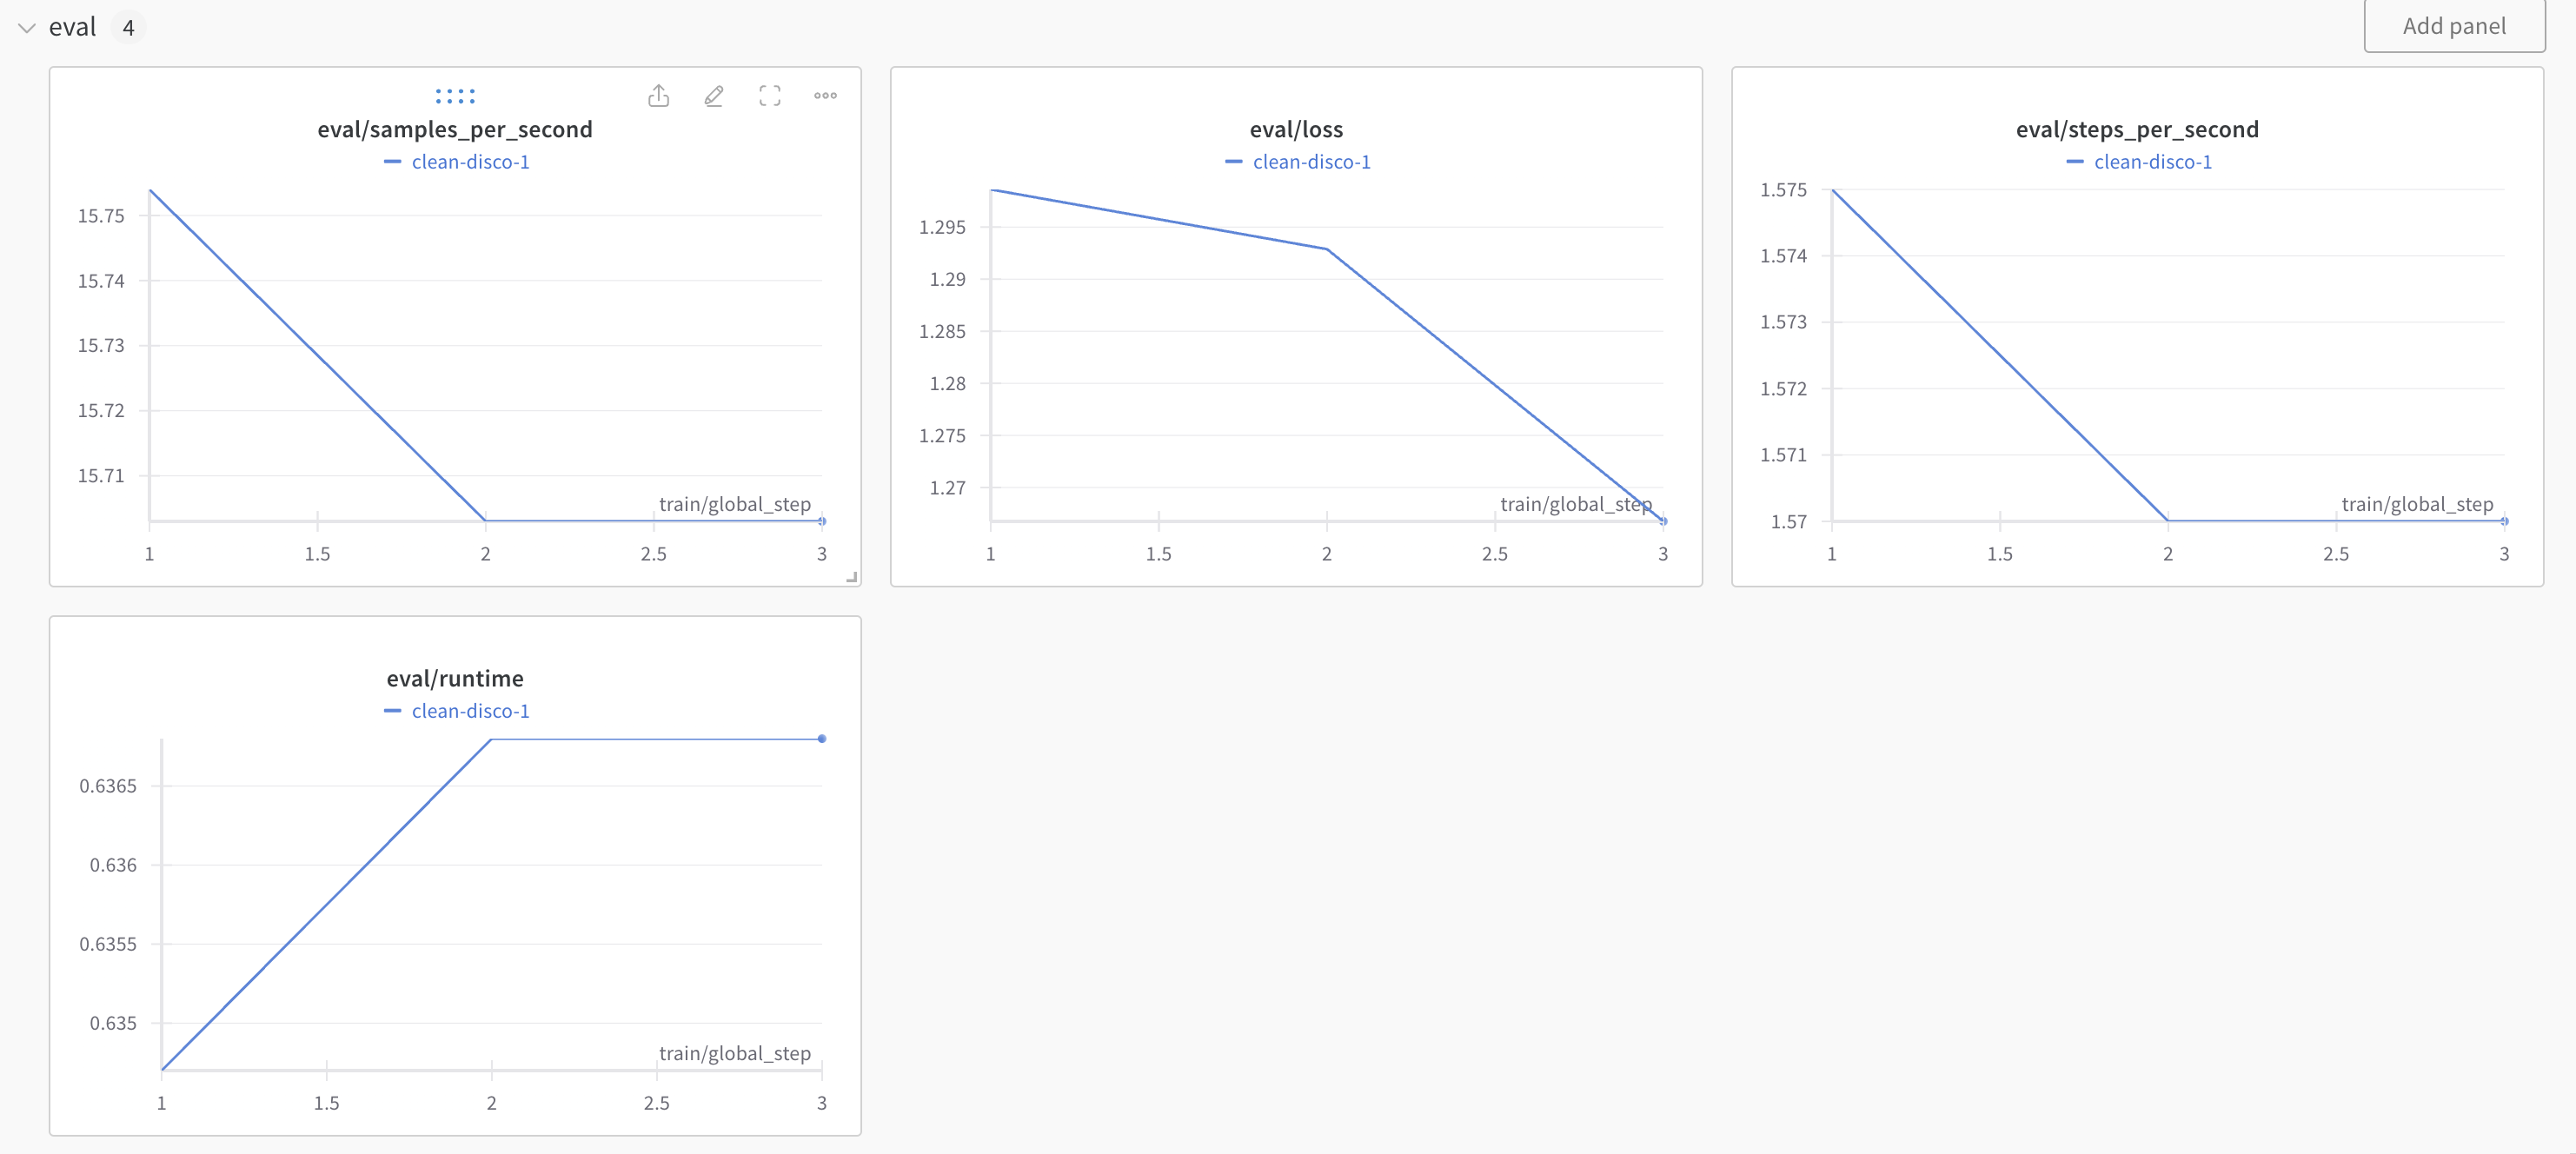 eval 4
Add panel
eval/samples_per_second
clean-disco-1
15.75
15.74
15.73
15.72
15.71
train/global_step
1 1.5 2 2.5 3
eval/loss
clean-disco-1
1.295
1.29
1.285
1.28
1.275
1.27
train/global_step
1 1.5 2 2.5 3
eval/steps_per_second
clean-disco-1
1.575
1.574
1.573
1.572
1.571
1.57
train/global_step
1 1.5 2 2.5 3
eval/runtime
clean-disco-1
0.6365
0.636
0.6355
0.635
train/global_step
1 1.5 2 2.5 3